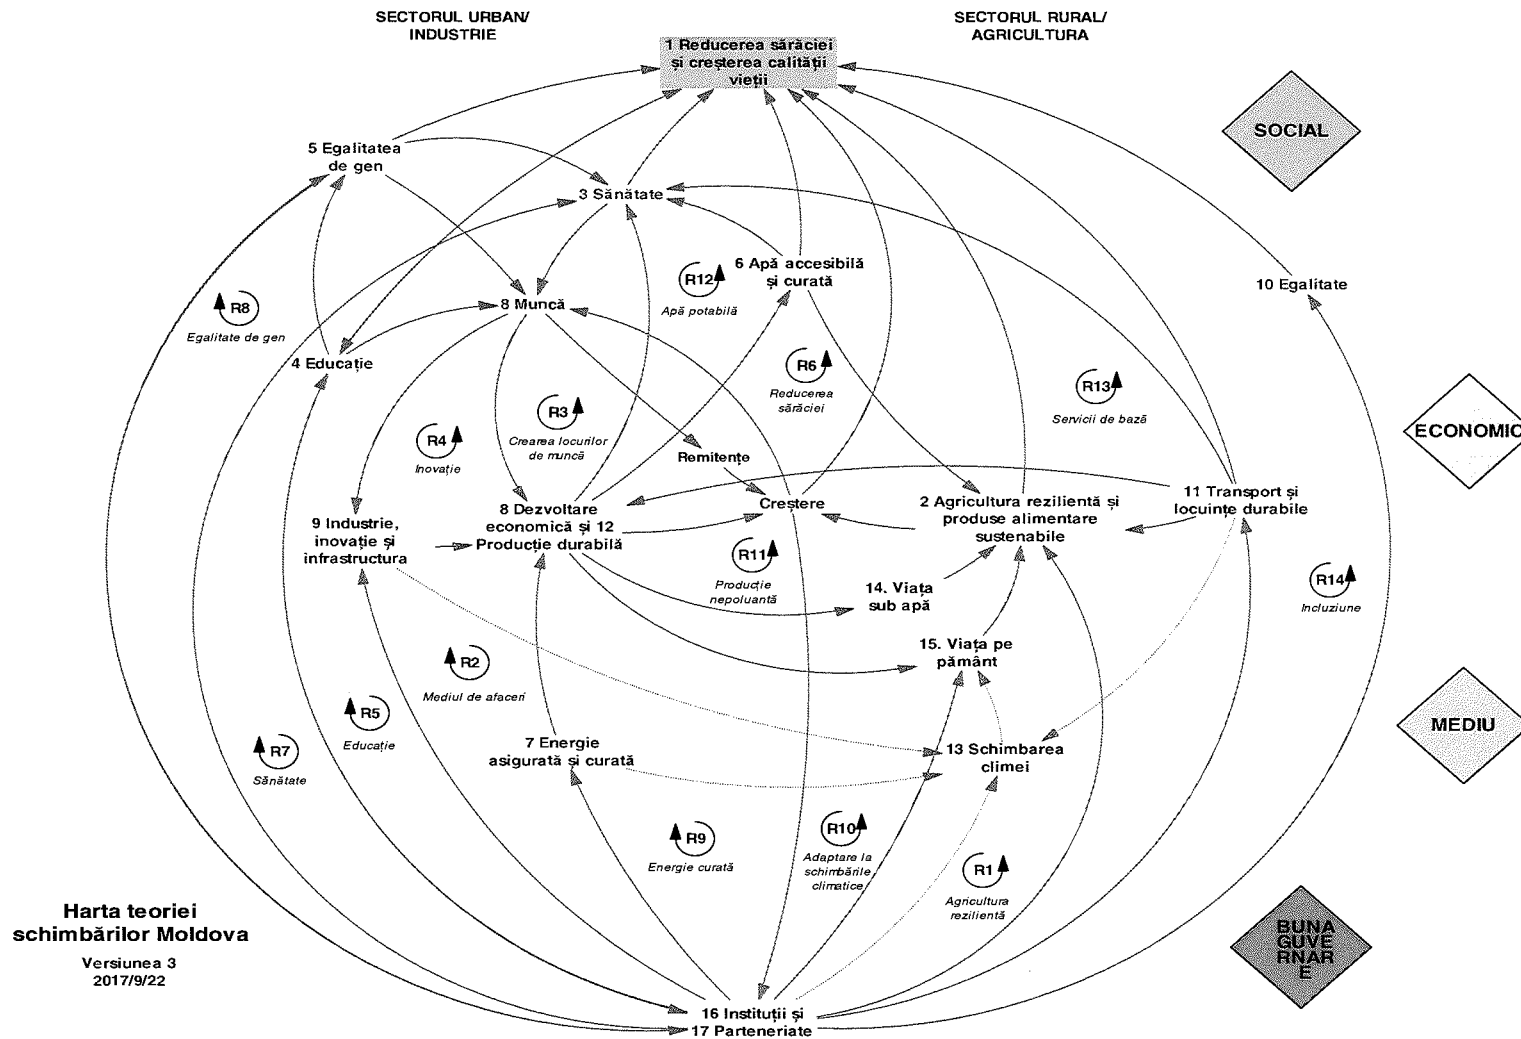 SECTORUL URBAN/
INDUSTRIE
SECTORUL RURAL/
AGRICULTURA
1 Reducerea sărăciei
și creșterea calității
vieții
SOCIAL
5 Egalitatea
de gen
3 Sănătate
6 Apă accesibilă
și curată
10 Egalitate
R12
Apă potabilă
R8
Egalitate de gen
8 Muncă
4 Educație
R6
Reducerea
sărăciei
R13
Servicii de bază
R3
Crearea locurilor
de muncă
R4
Inovație
ECONOMIC
Remitențe
Creștere
8 Dezvoltare
economică și 12
Producție durabilă
9 Industrie,
inovație și
infrastructura
2 Agricultura rezilientă și
produse alimentare
sustenabile
11 Transport și
locuințe durabile
R11
Producție
nepoluantă
14. Viața
sub apă
R14
Incluziune
15. Viața pe
pământ
R2
Mediul de afaceri
R5
Educație
R7
Sănătate
7 Energie
asigurată și curată
13 Schimbarea
climei
MEDIU
R9
Energie curată
R10
Adaptare la
schimbările
climatice
R1
Agricultura
rezilientă
Harta teoriei
schimbărilor Moldova
Versiunea 3
2017/9/22
BUNA
GUVE
RNAR
E
16 Instituții și
17 Parteneriate